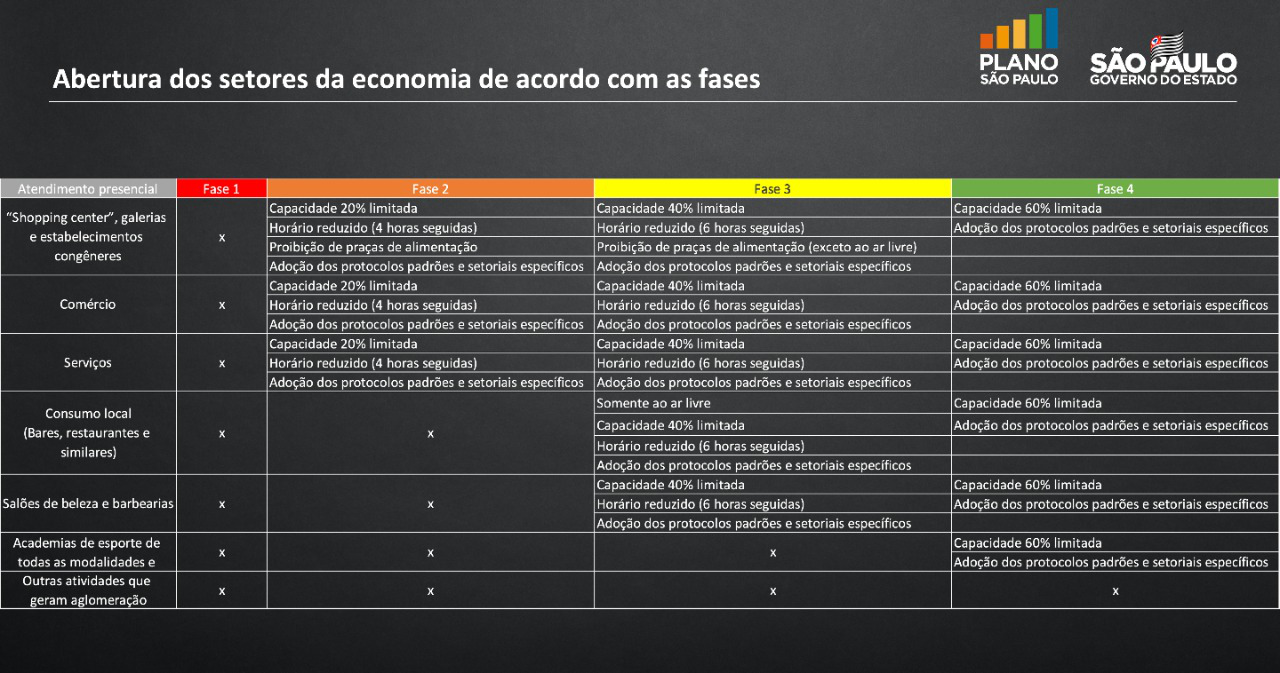 PLANO
SÃO PAULO
SÃO PAULO
GOVERNO DO ESTADO
Abertura dos setores da economia de acordo com as fases
Atendimento presencial Fase 1 Fase 2 Fase 3 Fase 4
“Shopping center”, galerias
e estabelecimentos
congêneres
x
Capacidade 20% limitada
Horário reduzido (4 horas seguidas)
Proibição de praças de alimentação
Adoção dos protocolos padrões e setoriais específicos
Capacidade 40% limitada
Horário reduzido (6 horas seguidas)
Proibição de praças de alimentação (exceto ao ar livre)
Adoção dos protocolos padrões e setoriais específicos
Capacidade 60% limitada
Adoção dos protocolos padrões e setoriais específicos
Comércio
x
Capacidade 20% limitada
Horário reduzido (4 horas seguidas)
Adoção dos protocolos padrões e setoriais específicos
Capacidade 40% limitada
Horário reduzido (6 horas seguidas)
Adoção dos protocolos padrões e setoriais específicos
Capacidade 60% limitada
Adoção dos protocolos padrões e setoriais específicos
Serviços
x
Capacidade 20% limitada
Horário reduzido (4 horas seguidas)
Adoção dos protocolos padrões e setoriais específicos
Capacidade 40% limitada
Horário reduzido (6 horas seguidas)
Adoção dos protocolos padrões e setoriais específicos
Capacidade 60% limitada
Adoção dos protocolos padrões e setoriais específicos
Consumo local
(Bares, restaurantes e
similares)
x
x
Somente ao ar livre
Capacidade 40% limitada
Horário reduzido (6 horas seguidas)
Adoção dos protocolos padrões e setoriais específicos
Capacidade 60% limitada
Adoção dos protocolos padrões e setoriais específicos
Salões de beleza e barbearias
x
x
Capacidade 40% limitada
Horário reduzido (6 horas seguidas)
Adoção dos protocolos padrões e setoriais específicos
Capacidade 60% limitada
Adoção dos protocolos padrões e setoriais específicos
Academias de esporte de
todas as modalidades e
x
x
x
Capacidade 60% limitada
Adoção dos protocolos padrões e setoriais específicos
Outras atividades que
geram aglomeração
x
x
x
x